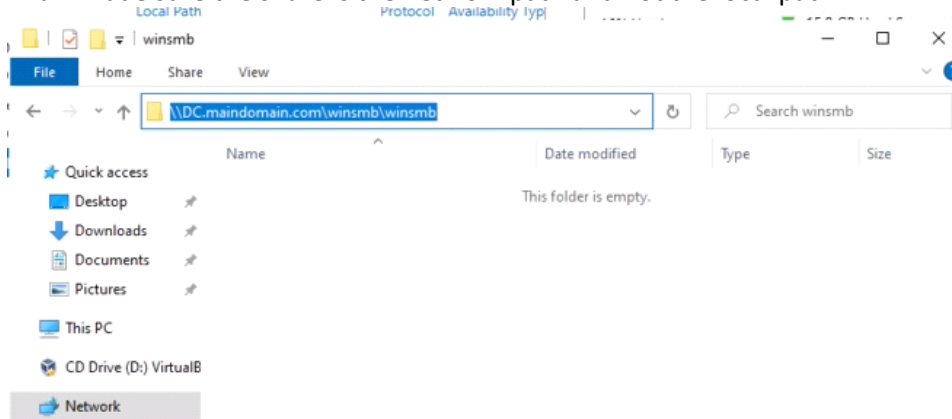 Local Path Protocol Availability Typ
winsmb
File Home Share View
\\DC.maindomain.com\winsmb\winsmb
Search winsmb
Name Date modified Type Size
Quick access
This folder is empty.
Desktop
Downloads
Documents
Pictures
This PC
CD Drive (D:) VirtualB
Network